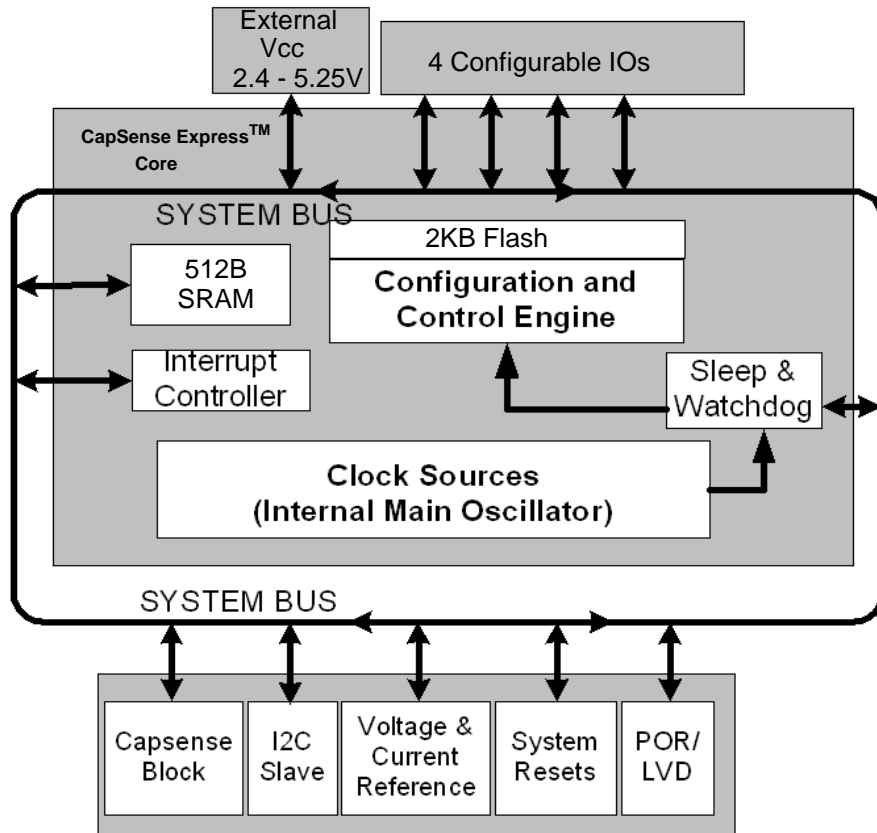 External
Vcc
2.4 - 5.25V
4 Configurable IOs
CapSense Express™
Core
SYSTEM BUS
2KB Flash
512B
SRAM
Configuration and
Control Engine
Interrupt
Controller
Sleep &
Watchdog
Clock Sources
(Internal Main Oscillator)
SYSTEM BUS
Capsense
Block
I2C
Slave
Voltage &
Current
Reference
System
Resets
POR/
LVD